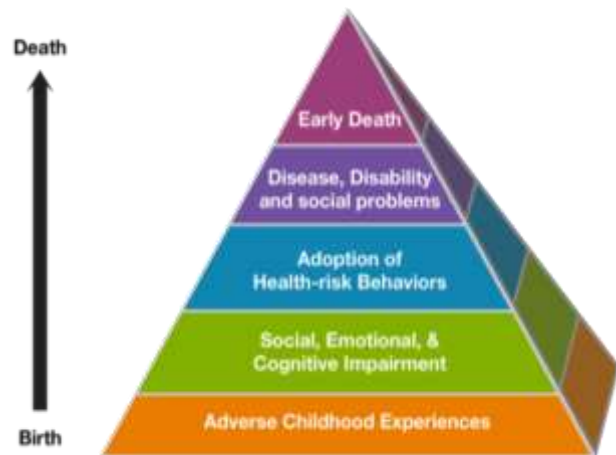 Death
Early Death
Disease, Disability
and social problems
Adoption of
Health-risk Behaviors
Social, Emotional, &
Cognitive Impairment
Adverse Childhood Experiences
Birth